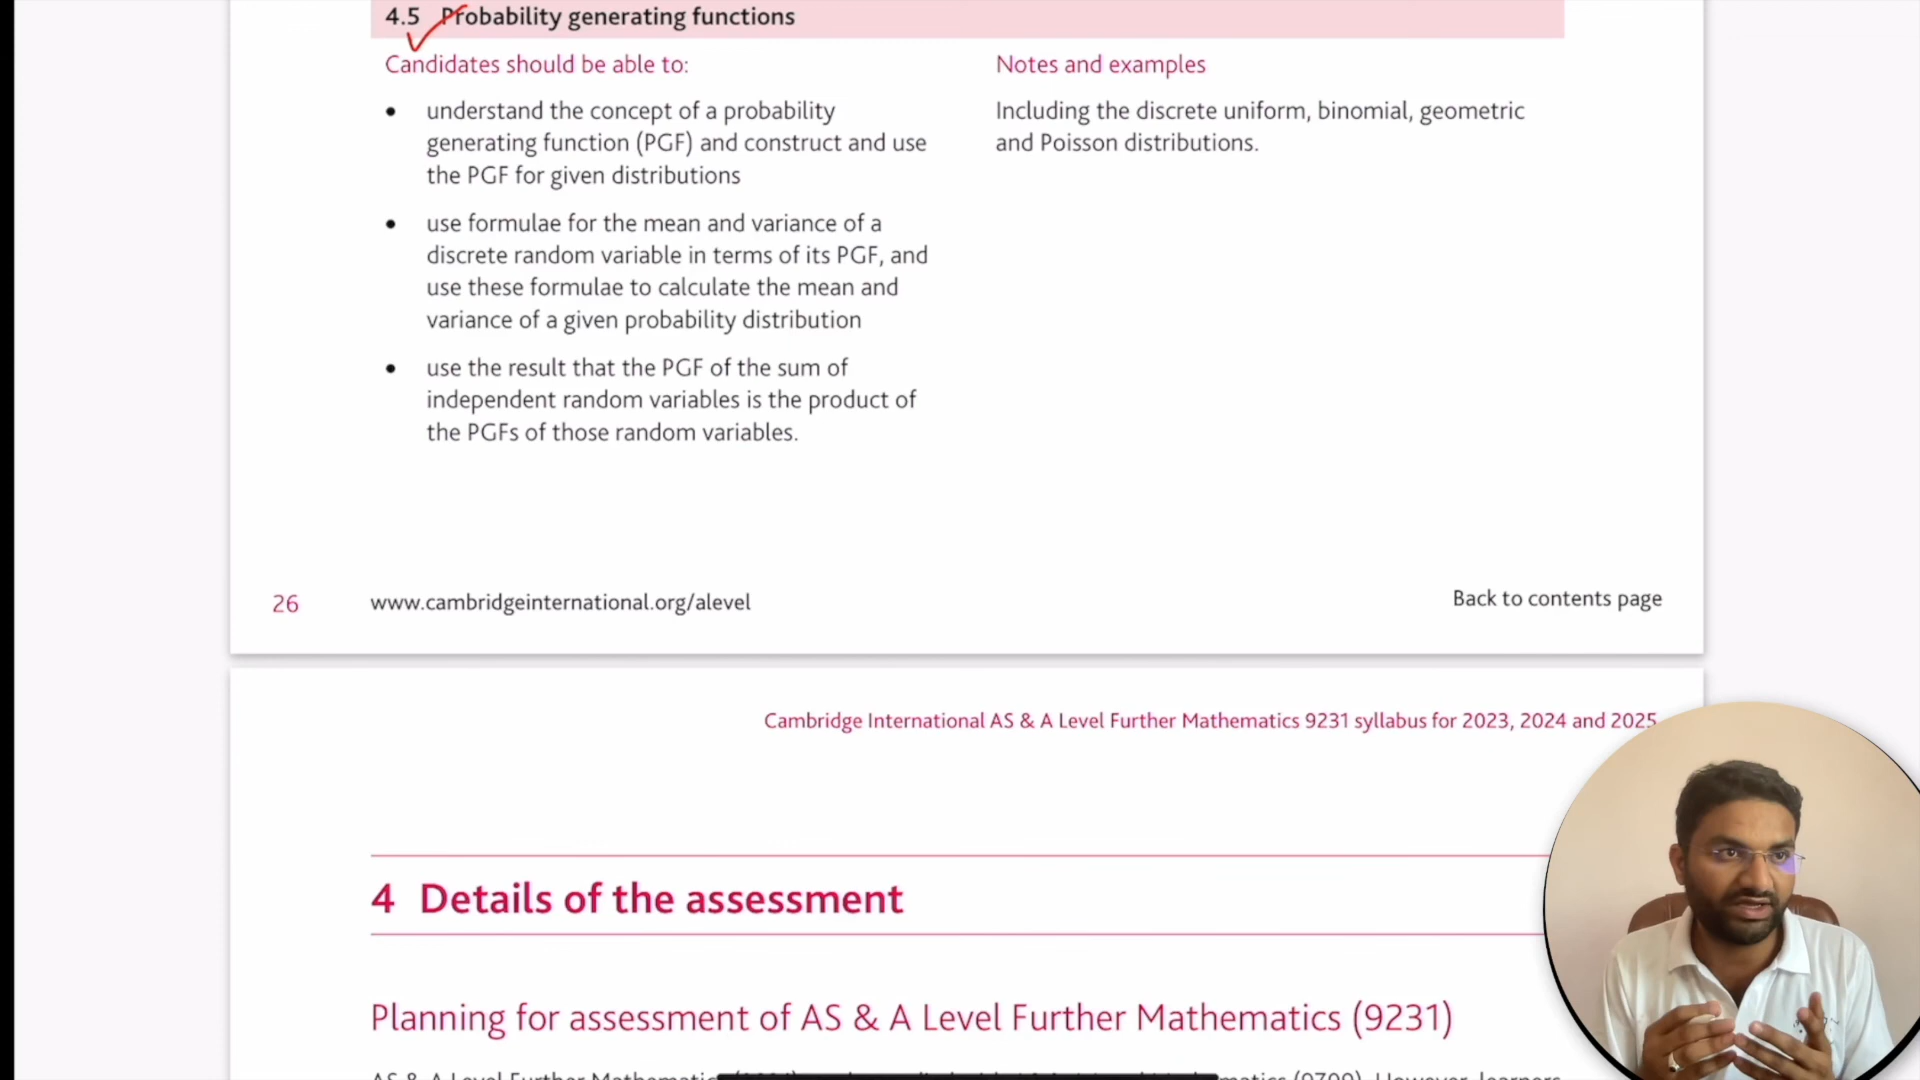 4.5 Probability generating functions
Candidates should be able to:
Notes and examples
• understand the concept of a probability
generating function (PGF) and construct and use
the PGF for given distributions
Including the discrete uniform, binomial, geometric
and Poisson distributions.
• use formulae for the mean and variance of a
discrete random variable in terms of its PGF, and
use these formulae to calculate the mean and
variance of a given probability distribution
• use the result that the PGF of the sum of
independent random variables is the product of
the PGFs of those random variables.
26 www.cambridgeinternational.org/alevel
Back to contents page
Cambridge International AS & A Level Further Mathematics 9231 syllabus for 2023, 2024 and 2025
4 Details of the assessment
Planning for assessment of AS & A Level Further Mathematics (9231)